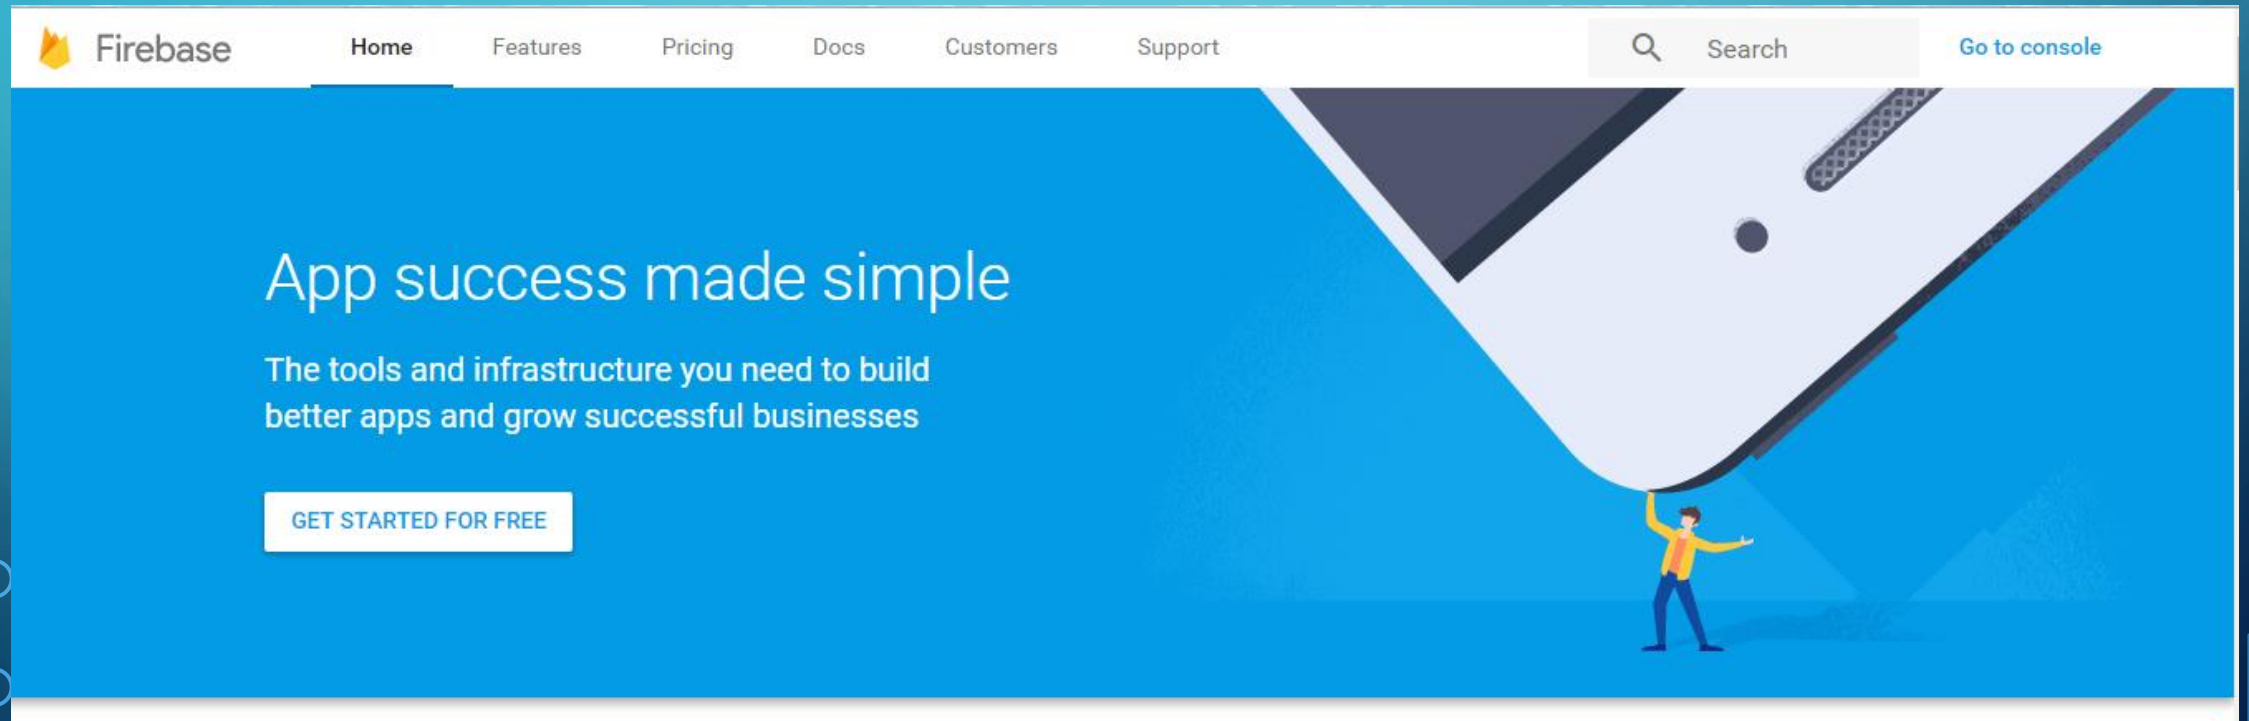 Firebase Home Features Pricing Docs Customers Support Search Go to console
App success made simple
The tools and infrastructure you need to build
better apps and grow successful businesses
GET STARTED FOR FREE